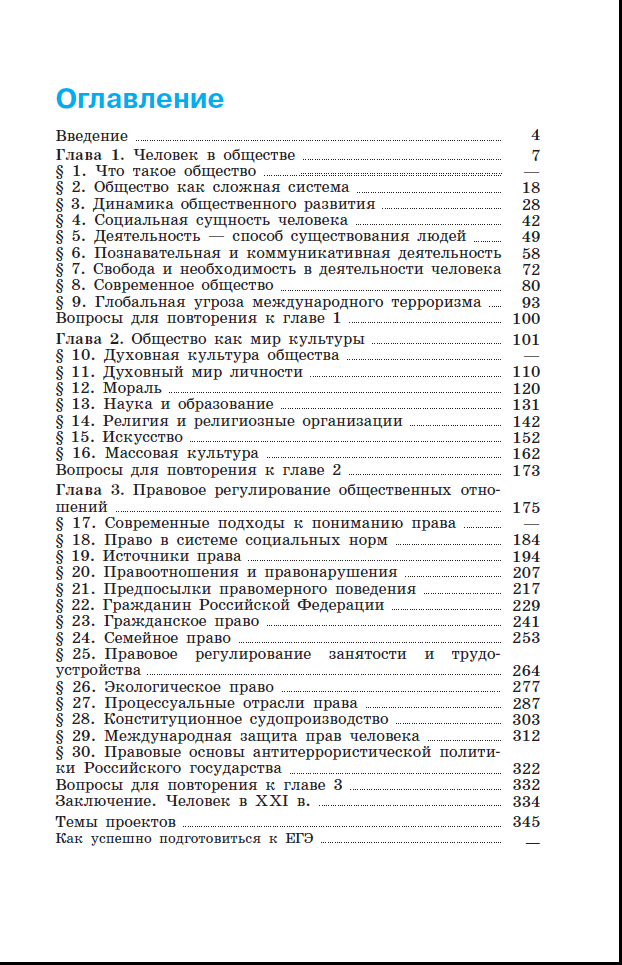 Оглавление
Введение 4
Глава 1. Человек в обществе 7
§ 1. Что такое общество —
§ 2. Общество как сложная система 18
§ 3. Динамика общественного развития 28
§ 4. Социальная сущность человека 42
§ 5. Деятельность — способ существования людей 49
§ 6. Познавательная и коммуникативная деятельность 58
§ 7. Свобода и необходимость в деятельности человека 72
§ 8. Современное общество 80
§ 9. Глобальная угроза международного терроризма 93
Вопросы для повторения к главе 1 100
Глава 2. Общество как мир культуры 101
§ 10. Духовная культура общества —
§ 11. Духовный мир личности 110
§ 12. Мораль 120
§ 13. Наука и образование 131
§ 14. Религия и религиозные организации 142
§ 15. Искусство 152
§ 16. Массовая культура 162
Вопросы для повторения к главе 2 173
Глава 3. Правовое регулирование общественных отно-
шений 175
§ 17. Современные подходы к пониманию права —
§ 18. Право в системе социальных норм 184
§ 19. Источники права 194
§ 20. Правоотношения и правонарушения 207
§ 21. Предпосылки правомерного поведения 217
§ 22. Гражданин Российской Федерации 229
§ 23. Гражданское право 241
§ 24. Семейное право 253
§ 25. Правовое регулирование занятости и трудо-
устройства 264
§ 26. Экологическое право 277
§ 27. Процессуальные отрасли права 287
§ 28. Конституционное судопроизводство 303
§ 29. Международная защита прав человека 312
§ 30. Правовые основы антитеррористической полити-
ки Российского государства 322
Вопросы для повторения к главе 3 332
Заключение. Человек в XXI в. 334
Темы проектов 345
Как успешно подготовиться к ЕГЭ —